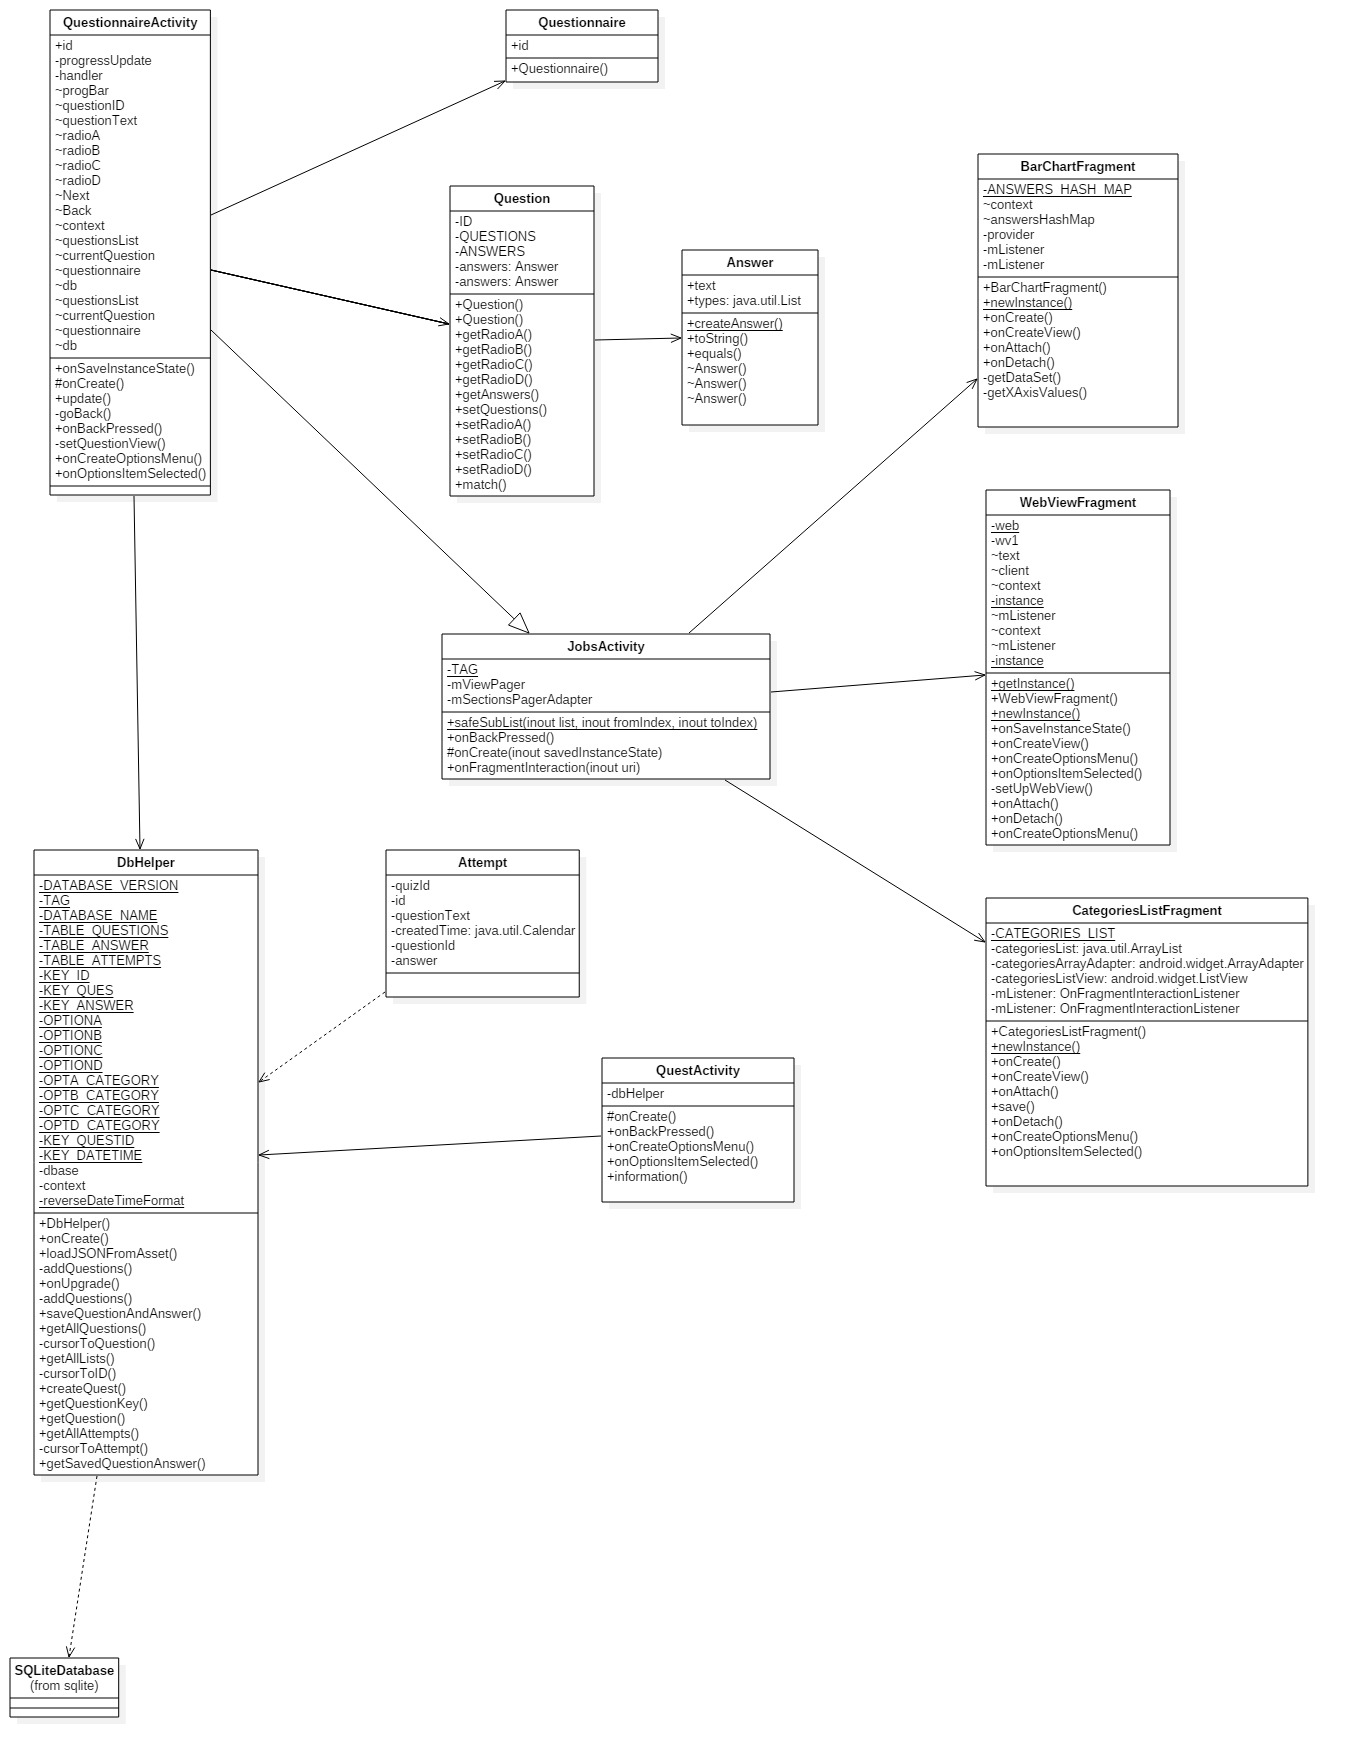 QuestionnaireActivity
+id
-progressUpdate
-handler
~progBar
~questionID
~questionText
~radioA
~radioB
~radioC
~radioD
~Next
~Back
~context
~questionsList
~currentQuestion
~questionnaire
~db
~questionsList
~currentQuestion
~questionnaire
~db
+onSaveInstanceState()
#onCreate()
+update()
-goBack()
+onBackPressed()
-setQuestionView()
+onCreateOptionsMenu()
+onOptionsItemSelected()
Questionnaire
+id
+Questionnaire()
Question
-ID
-QUESTIONS
-ANSWERS
-answers: Answer
-answers: Answer
+Question()
+Question()
+getRadioA()
+getRadioB()
+getRadioC()
+getRadioD()
+getAnswers()
+setQuestions()
+setRadioA()
+setRadioB()
+setRadioC()
+setRadioD()
+match()
Answer
+text
+types: java.util.List
+createAnswer()
+toString()
+equals()
~Answer()
~Answer()
~Answer()
BarChartFragment
-ANSWERS_HASH_MAP
~context
~answersHashMap
-provider
-mListener
-mListener
+BarChartFragment()
+newInstance()
+onCreate()
+onCreateView()
+onAttach()
+onDetach()
-getDataSet()
-getXAxisValues()
WebViewFragment
-web
-wv1
~text
~client
~context
-instance
~mListener
~context
~mListener
-instance
+getInstance()
+WebViewFragment()
+newInstance()
+onSaveInstanceState()
+onCreateView()
+onCreateOptionsMenu()
+onOptionsItemSelected()
-setUpWebView()
+onAttach()
+onDetach()
+onCreateOptionsMenu()
JobsActivity
-TAG
-mViewPager
-mSectionsPagerAdapter
+safeSubList(inout list, inout fromIndex, inout toIndex)
+onBackPressed()
#onCreate(inout savedInstanceState)
+onFragmentInteraction(inout uri)
DbHelper
-DATABASE_VERSION
-TAG
-DATABASE_NAME
-TABLE_QUESTIONS
-TABLE_ANSWER
-TABLE_ATTEMPTS
-KEY_ID
-KEY_QUES
-KEY_ANSWER
-OPTIONA
-OPTIONB
-OPTIONC
-OPTIOND
-OPTA_CATEGORY
-OPTB_CATEGORY
-OPTC_CATEGORY
-OPTD_CATEGORY
-KEY_QUESTID
-KEY_DATETIME
-dbase
-context
-reverseDateTimeFormat
+DbHelper()
+onCreate()
+loadJSONFromAsset()
-addQuestions()
+onUpgrade()
-addQuestions()
+saveQuestionAndAnswer()
+getAllQuestions()
-cursorToQuestion()
+getAllLists()
-cursorToID()
+createQuest()
+getQuestionKey()
+getQuestion()
+getAllAttempts()
-cursorToAttempt()
+getSavedQuestionAnswer()
Attempt
-quizId
-id
-questionText
-createdTime: java.util.Calendar
-questionId
-answer
QuestActivity
-dbHelper
#onCreate()
+onBackPressed()
+onCreateOptionsMenu()
+onOptionsItemSelected()
+information()
CategoriesListFragment
-CATEGORIES_LIST
-categoriesList: java.util.ArrayList
-categoriesArrayAdapter: android.widget.ArrayAdapter
-categoriesListView: android.widget.ListView
-mListener: OnFragmentInteractionListener
-mListener: OnFragmentInteractionListener
+CategoriesListFragment()
+newInstance()
+onCreate()
+onCreateView()
+onAttach()
+save()
+onDetach()
+onCreateOptionsMenu()
+onOptionsItemSelected()
SQLiteDatabase
(from sqlite)